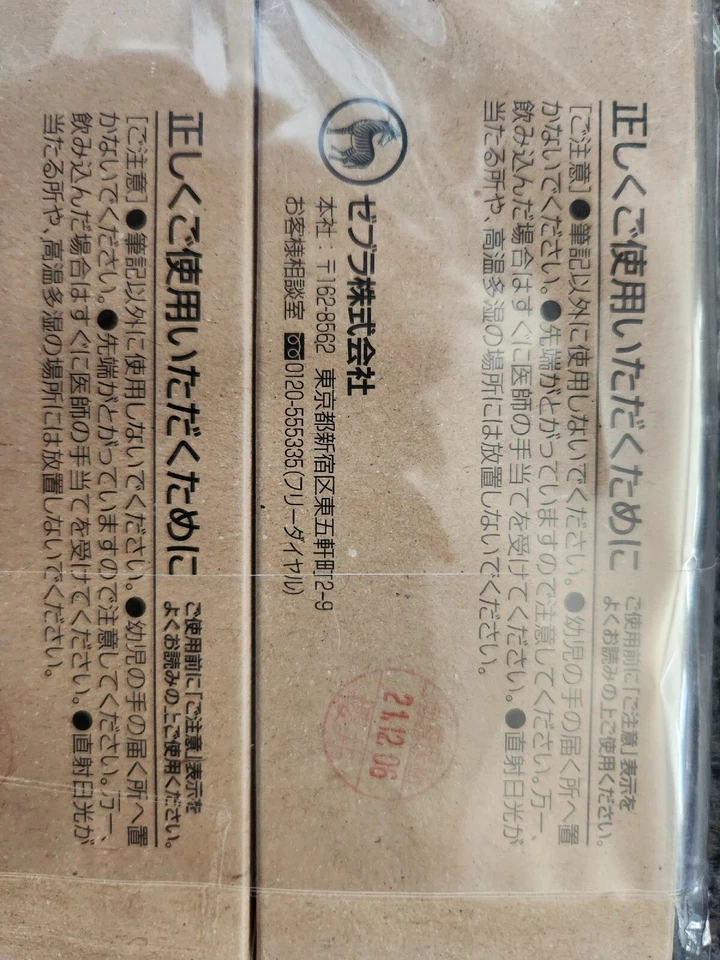 正しくご使用いただくために
ご使用前に「ご注意」表示を
よくお読みの上ご使用ください。
[ご注意]●筆記以外に使用しないでください。●幼児の手の届く所へ置
かないでください。●先端がとがっていますので注意してください。万一、
飲み込んだ場合はすぐに医師の手当てを受けてください。●直射日光が
当たる所や、高温多湿の場所には放置しないでください。
ゼブラ株式会社
本社：〒162-8562 東京都新宿区東五軒町2-9
お客様相談室 0120-555335(フリーダイヤル)
21.12.06
正しくご使用いただくために
ご使用前に「ご注意」表示を
よくお読みの上ご使用ください。
[ご注意]●筆記以外に使用しないでください。●幼児の手の届く所へ置
かないでください。●先端がとがっていますので注意してください。万一、
飲み込んだ場合はすぐに医師の手当てを受けてください。●直射日光が
当たる所や、高温多湿の場所には放置しないでください。